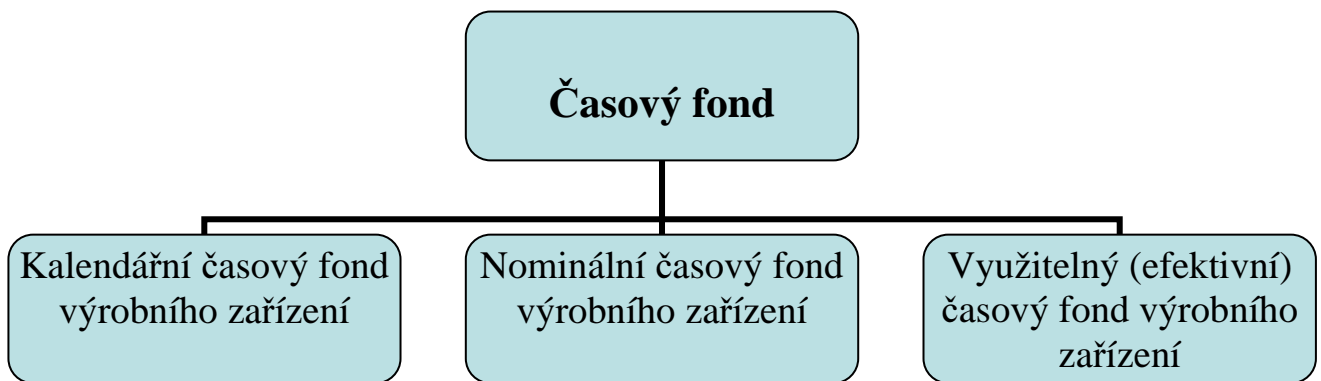 Časový fond
Kalendářní časový fond
výrobního zařízení
Nominální časový fond
výrobního zařízení
Využitelný (efektivní)
časový fond výrobního
zařízení